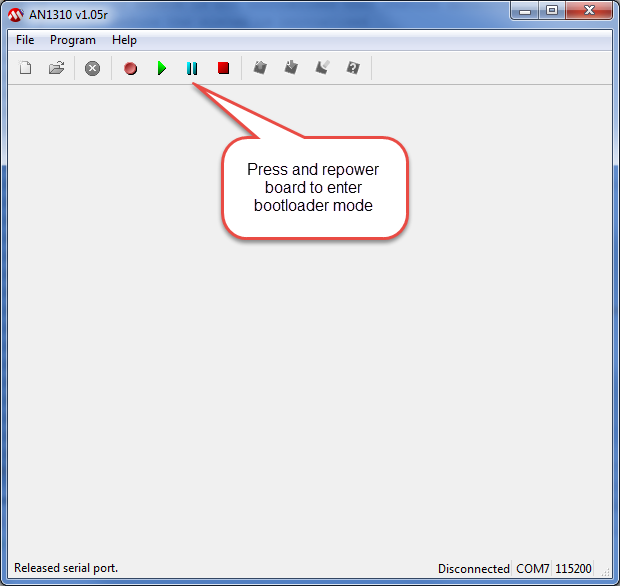 AN1310 v1.05r
File Program Help
Press and repower
board to enter
bootloader mode
Released serial port.
Disconnected COM7 115200